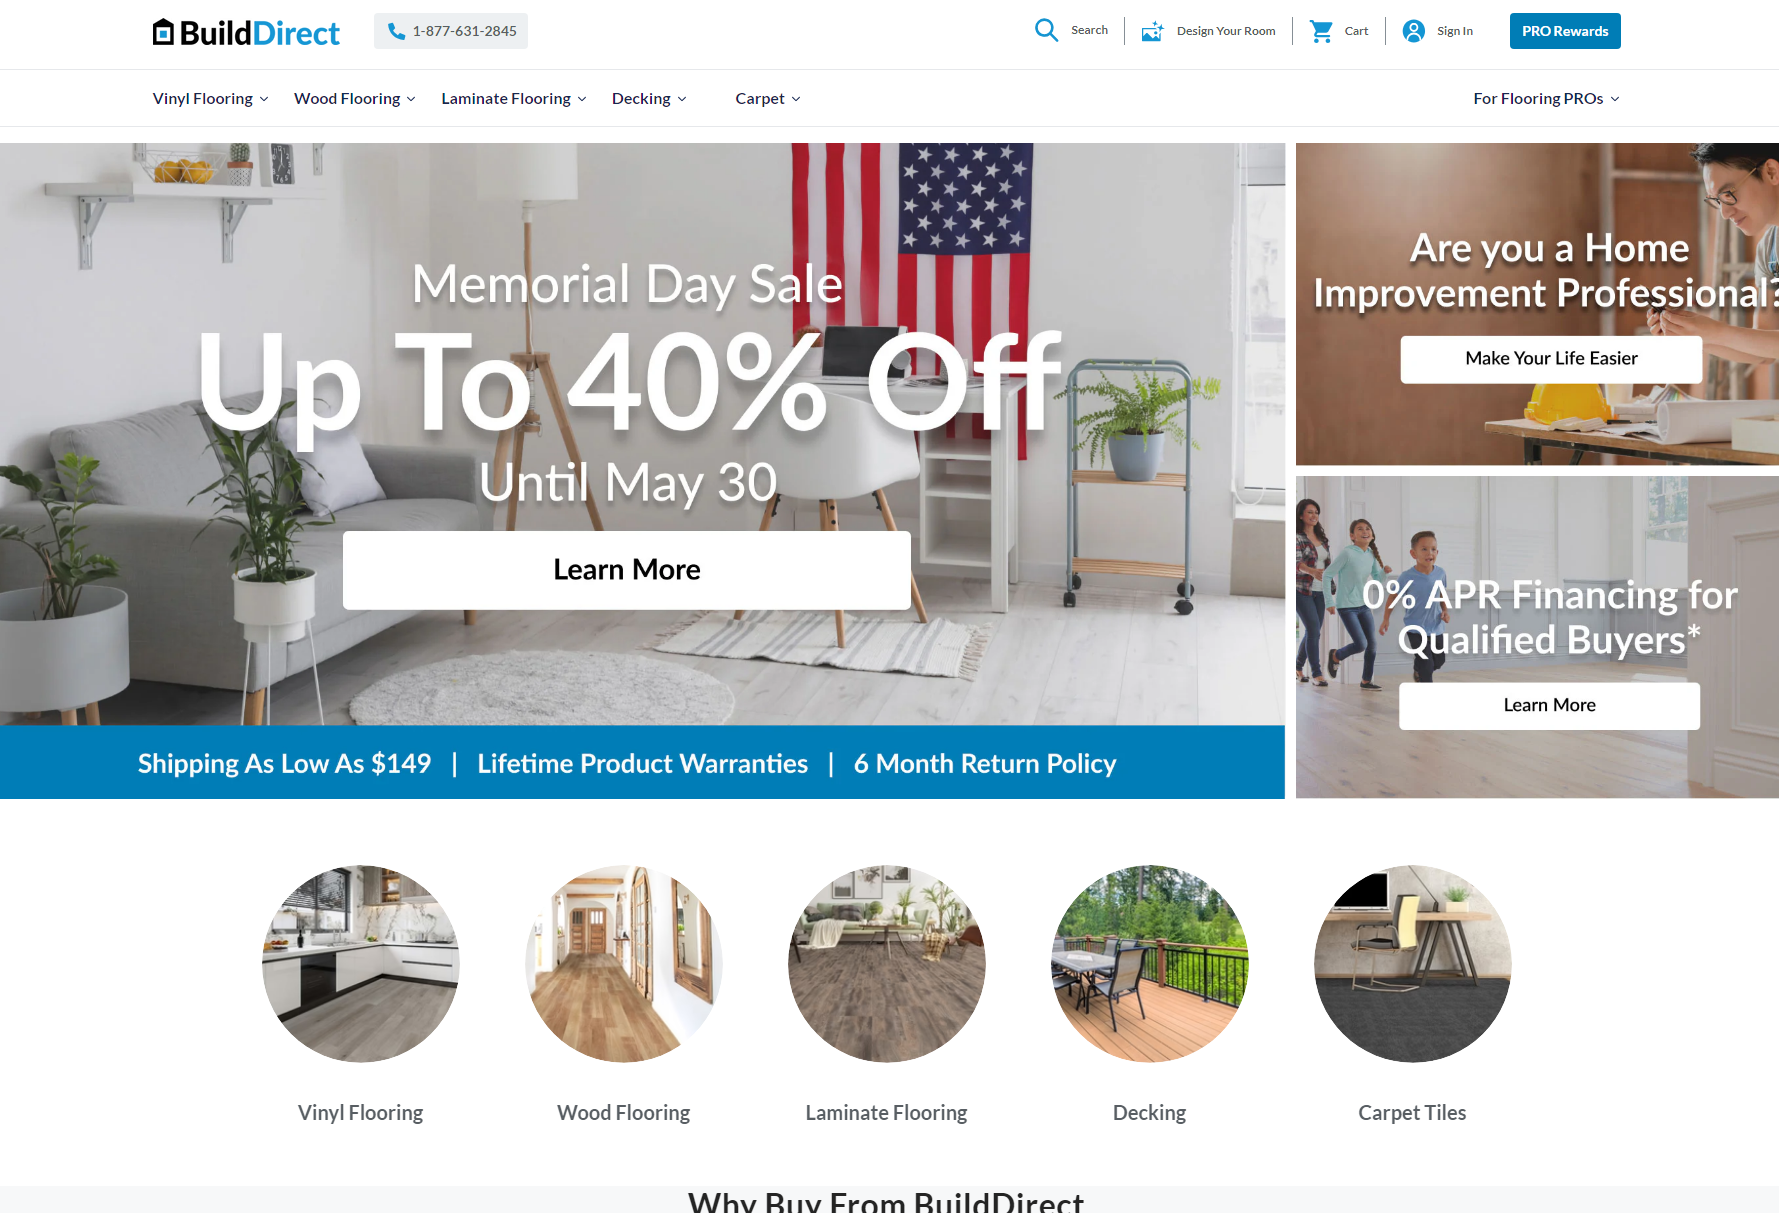 BuildDirect
1-877-631-2845
Search
Design Your Room
Cart
Sign In
PRO Rewards
Vinyl Flooring
Wood Flooring
Laminate Flooring
Decking
Carpet
For Flooring PROs
Memorial Day Sale
Up To 40% Off
Until May 30
Learn More
Shipping As Low As $149 | Lifetime Product Warranties | 6 Month Return Policy
Are you a Home
Improvement Professional?
Make Your Life Easier
0% APR Financing for
Qualified Buyers*
Learn More
Vinyl Flooring
Wood Flooring
Laminate Flooring
Decking
Carpet Tiles
Why Buy From BuildDirect